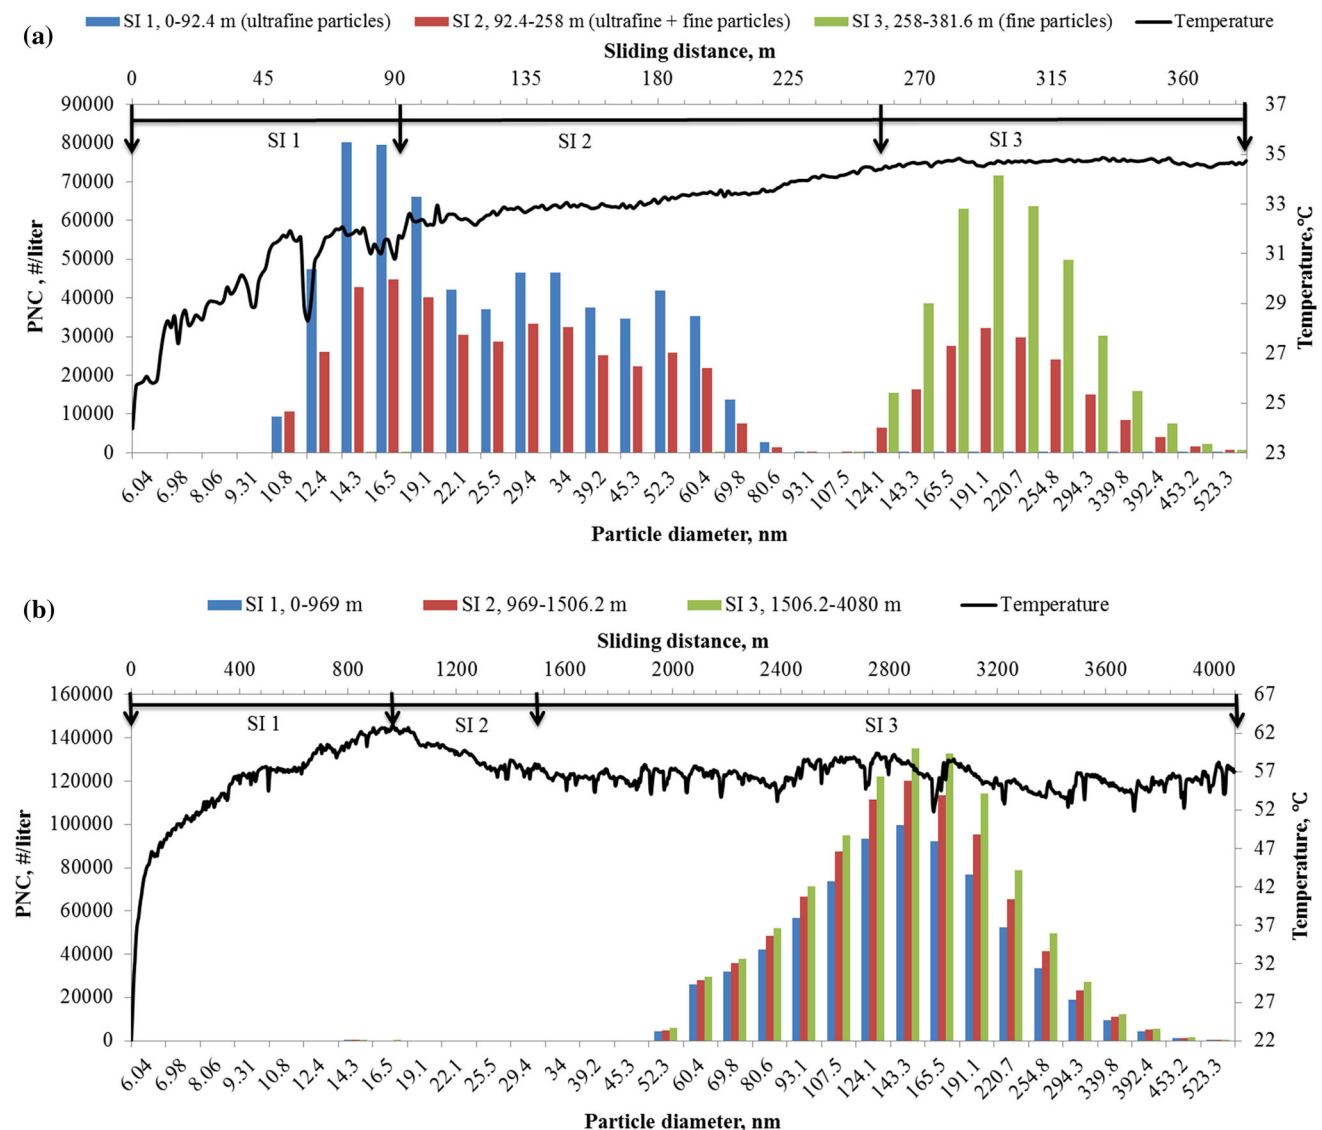 (a)
SI 1, 0-92.4 m (ultrafine particles) SI 2, 92.4-258 m (ultrafine + fine particles) SI 3, 258-381.6 m (fine particles) Temperature
Sliding distance, m
0 45 90 135 180 225 270 315 360
SI 1 SI 2 SI 3
PNC , #/liter
90000
80000
70000
60000
50000
40000
30000
20000
10000
0
37
35
33
31
29
27
25
23
Temperature,°C
6.04 6.98 8.06 9.31 10.8 12.4 14.3 16.5 19.1 22.1 25.5 29.4 34 39.2 45.3 52.3 60.4 69.8 80.6 93.1 107.5 124.1 143.3 165.5 191.1 220.7 254.8 294.3 339.8 392.4 453.2 523.3
Particle diameter, nm
(b)
SI 1, 0-969 m SI 2, 969-1506.2 m SI 3, 1506.2-4080 m Temperature
Sliding distance, m
0 400 800 1200 1600 2000 2400 2800 3200 3600 4000
SI 1 SI 2 SI 3
PNC, #/liter
160000
140000
120000
100000
80000
60000
40000
20000
0
67
62
57
52
47
42
37
32
27
22
Temperature, °C
6.04 6.98 8.06 9.31 10.8 12.4 14.3 16.5 19.1 22.1 25.5 29.4 34 39.2 45.3 52.3 60.4 69.8 80.6 93.1 107.5 124.1 143.3 165.5 191.1 220.7 254.8 294.3 339.8 392.4 453.2 523.3
Particle diameter, nm